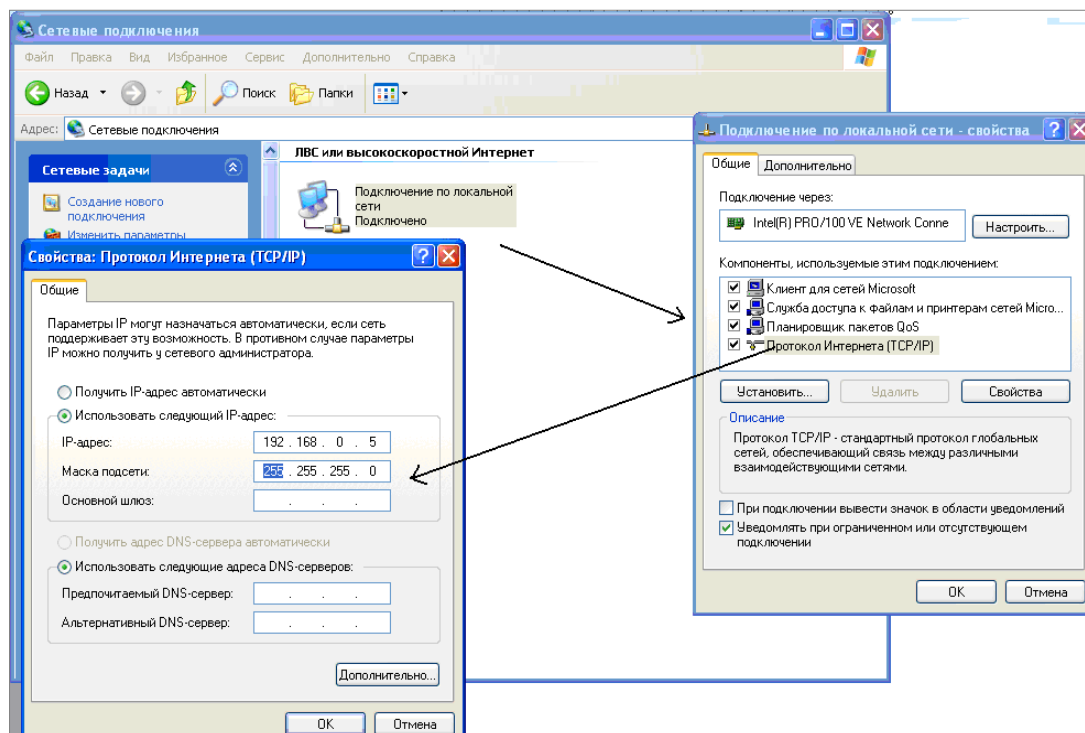 Сетевые подключения
Файл Правка Вид Избранное Сервис Дополнительно Справка
Назад Поиск Папки
Адрес: Сетевые подключения
Сетевые задачи
Создание нового
подключения
Изменить параметры
ЛВС или высокоскоростной Интернет
Подключение по локальной
сети
Подключено
Подключение по локальной сети - свойства
Общие Дополнительно
Подключение через:
Intel(R) PRO/100 VE Network Conne Настроить...
Компоненты, используемые этим подключением:
Клиент для сетей Microsoft
Служба доступа к файлам и принтерам сетей Micro...
Планировщик пакетов QoS
Протокол Интернета (TCP/IP)
Установить... Удалить Свойства
Описание
Протокол TCP/IP - стандартный протокол глобальных
сетей, обеспечивающий связь между различными
взаимодействующими сетями.
При подключении вывести значок в области уведомлений
Уведомлять при ограниченном или отсутствующем
подключении
OK Отмена
Свойства: Протокол Интернета (TCP/IP)
Общие
Параметры IP могут назначаться автоматически, если сеть
поддерживает эту возможность. В противном случае параметры
IP можно получить у сетевого администратора.
Получить IP-адрес автоматически
Использовать следующий IP-адрес:
IP-адрес: 192 . 168 . 0 . 5
Маска подсети: 255 . 255 . 255 . 0
Основной шлюз: . . .
Получить адрес DNS-сервера автоматически
Использовать следующие адреса DNS-серверов:
Предпочитаемый DNS-сервер: . . .
Альтернативный DNS-сервер: . . .
Дополнительно...
OK Отмена